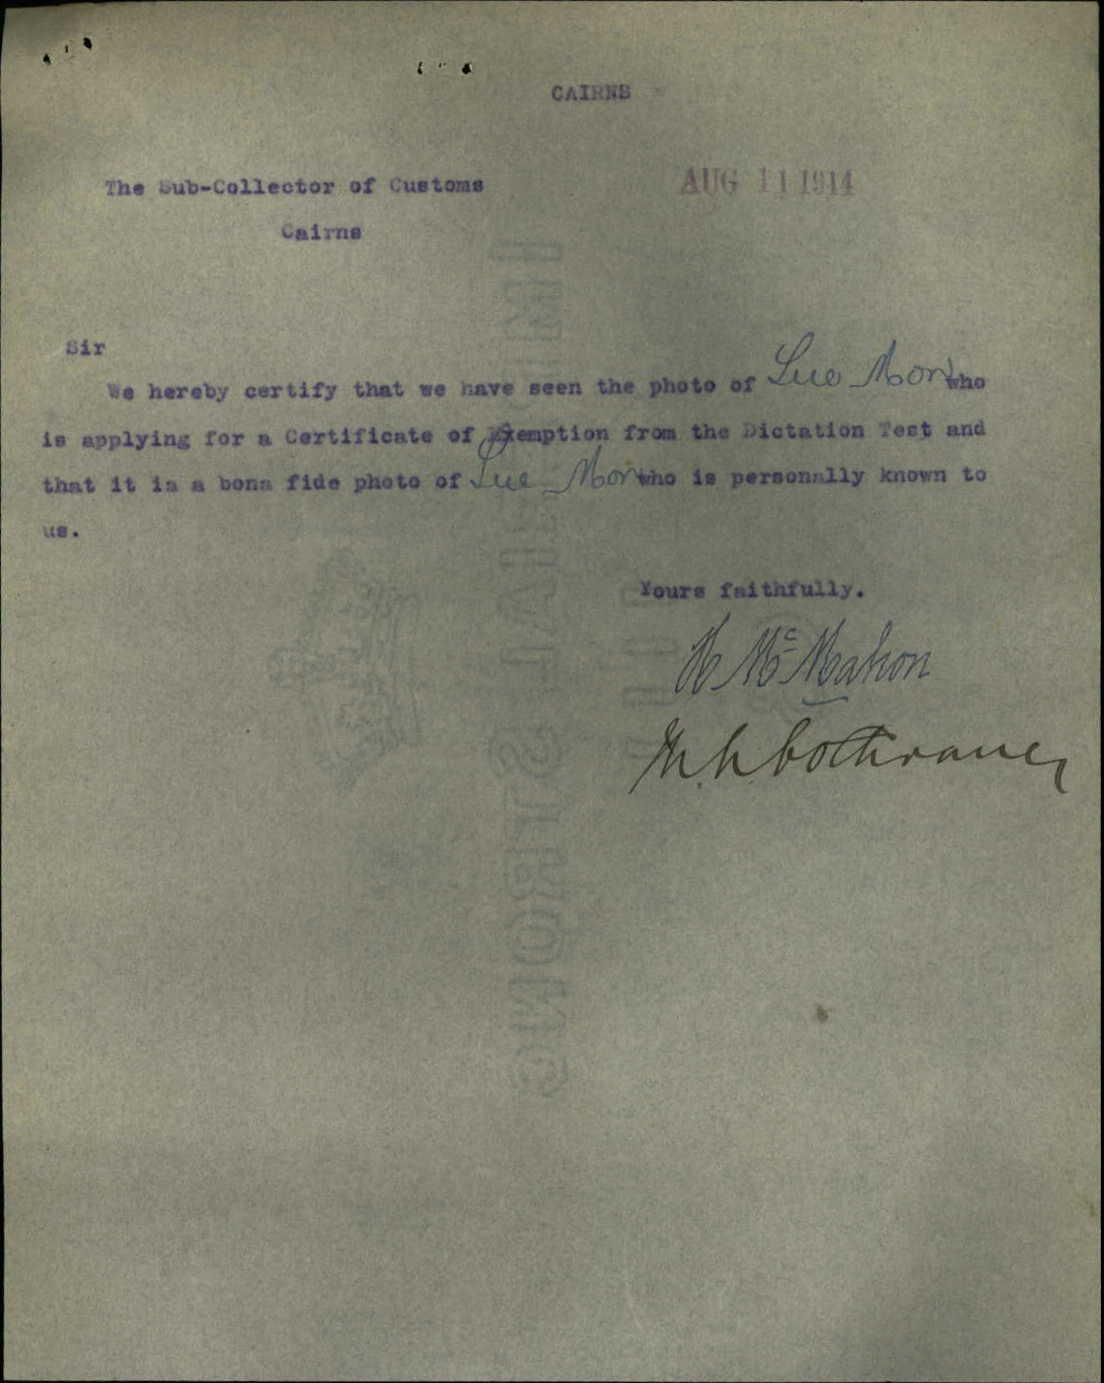 CAIRNS
AUG 11 1914
The Sub-Collector of Customs
Cairns
Sir
We hereby certify that we have seen the photo of Lue Mon who
is applying for a Certificate of Exemption from the Dictation Test and
that it is a bona fide photo of Lue Mon who is personally known to
us.
Yours faithfully.
McMahon
Cothrane